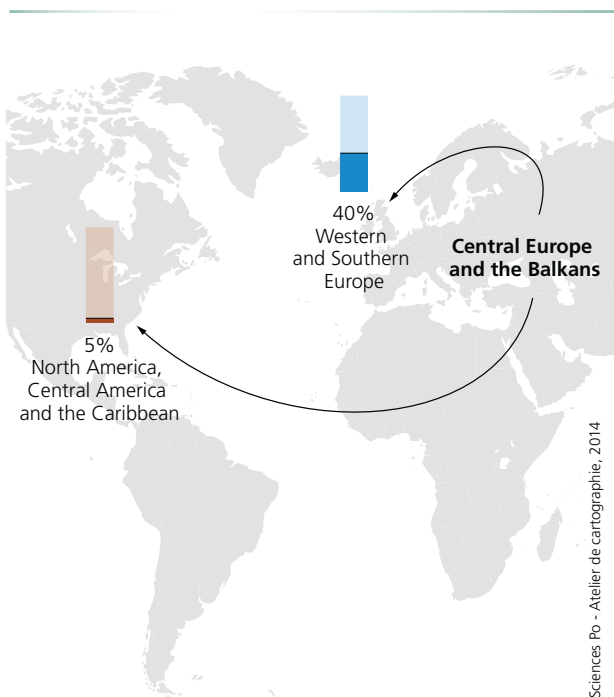 40%
Western
and Southern
Europe
Central Europe
and the Balkans
5%
North America,
Central America
and the Caribbean
Sciences Po - Atelier de cartographie, 2014